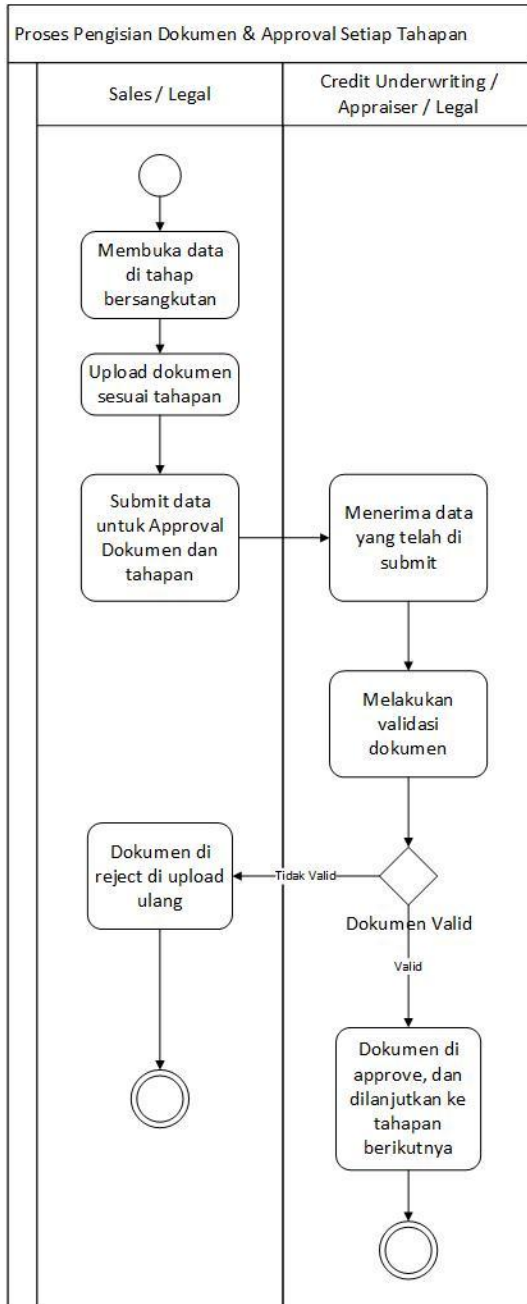 Proses Pengisian Dokumen & Approval Setiap Tahapan
Sales / Legal
Credit Underwriting /
Appraiser / Legal
Membuka data
di tahap
bersangkutan
Upload dokumen
sesuai tahapan
Submit data
untuk Approval
Dokumen dan
tahapan
Menerima data
yang telah di
submit
Melakukan
validasi
dokumen
Dokumen di
reject di upload
ulang
Tidak Valid
Dokumen Valid
Valid
Dokumen di
approve, dan
dilanjutkan ke
tahapan
berikutnya